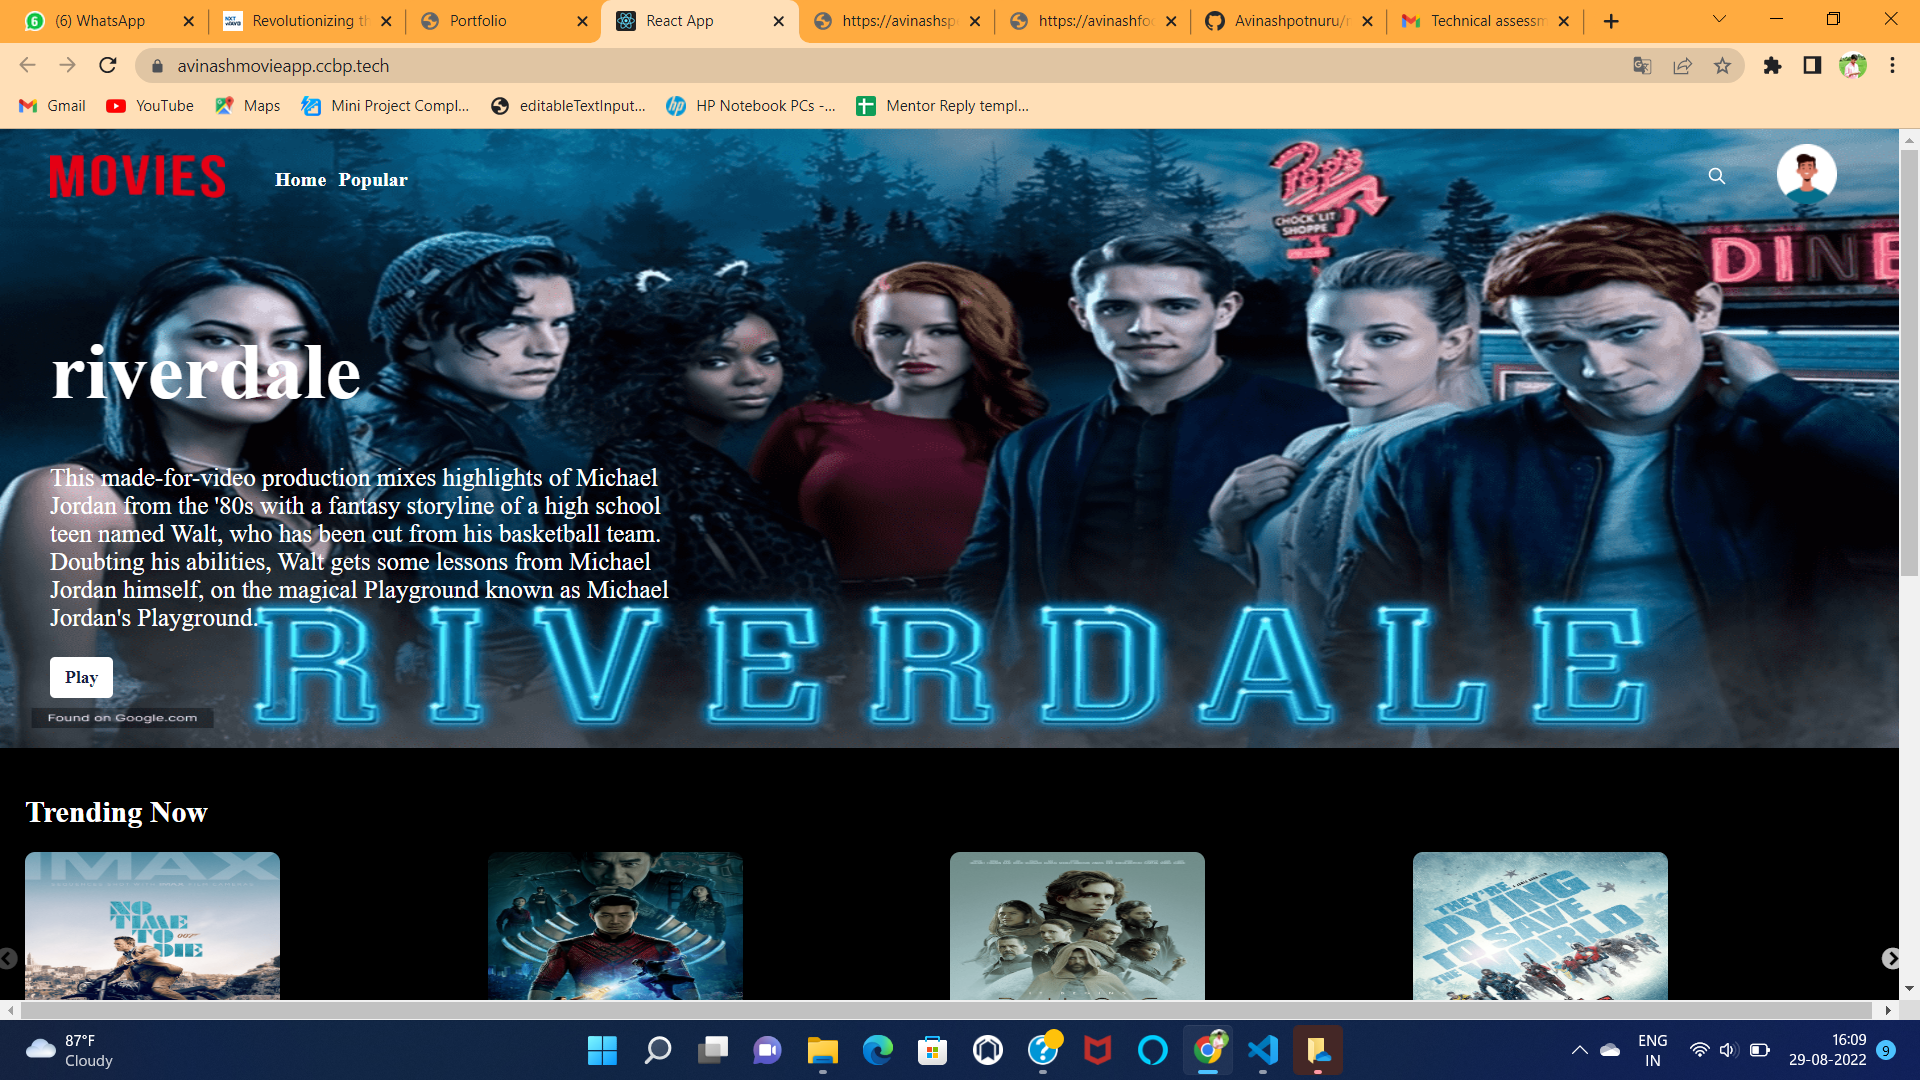 (6) WhatsApp
Revolutionizing th
Portfolio
React App
https://avinashsp
https://avinashfoo
Avinashpotnuru/r
Technical assessm
avinashmovieapp.ccbp.tech
Gmail
YouTube
Maps
Mini Project Compl...
editableTextInput...
HP Notebook PCs -...
Mentor Reply templ...
MOVIES
Home Popular
Pop's
CHOCK'LIT
SHOPPE
DINE
riverdale
This made-for-video production mixes highlights of Michael
Jordan from the '80s with a fantasy storyline of a high school
teen named Walt, who has been cut from his basketball team.
Doubting his abilities, Walt gets some lessons from Michael
Jordan himself, on the magical Playground known as Michael
Jordan's Playground.
RIVERDALE
Play
Found on Google.com
Trending Now
IMAX
NO
TIME
TO
DIE
007
THEY'RE
DYING
TO SAVE
THE WORLD
87°F
Cloudy
ENG
IN
16:09
29-08-2022
9